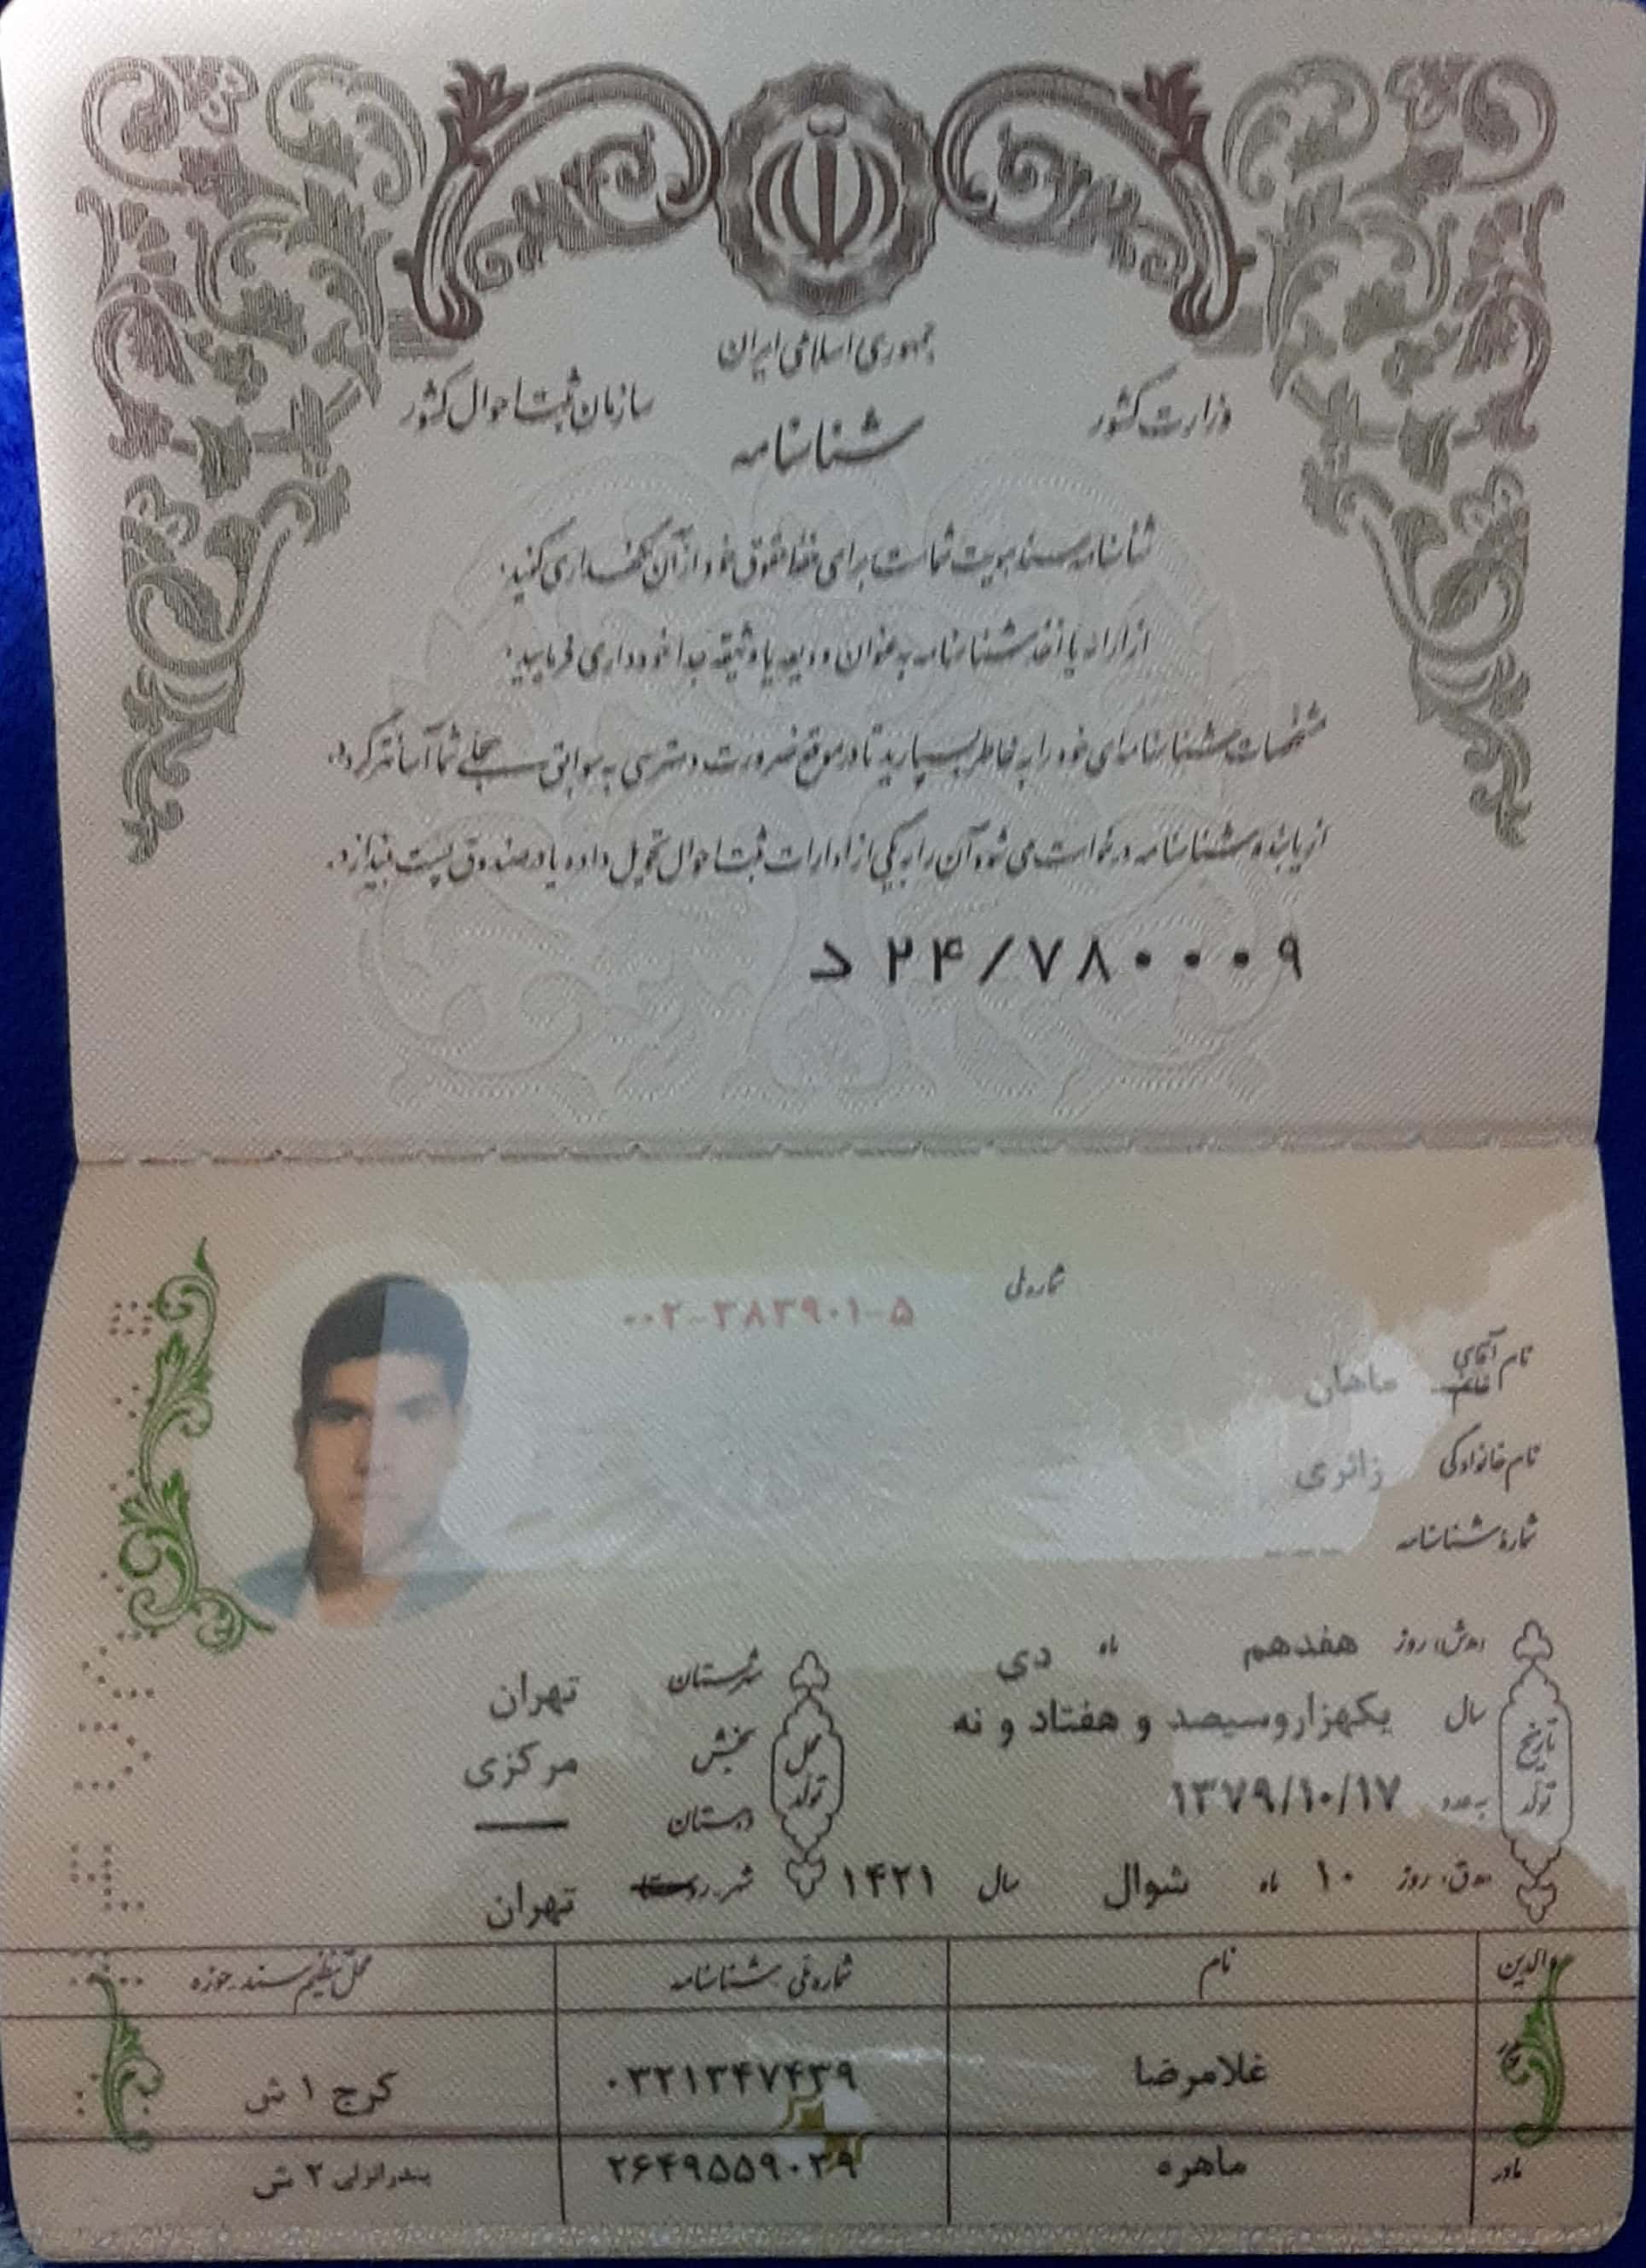 جمهوری اسلامی ایران
وزارت کشور
سازمان ثبت احوال کشور
شناسنامه
شناسنامه سند هویت شماست برای حفظ حقوق خود از آن نگهداری کنید.
از ارائه یا اخذ شناسنامه به عنوان ودیعه یا وثیقه جداً خودداری فرمایید.
مشخصات شناسنامه‌ای خود را به خاطر بسپارید تا در موقع ضرورت دسترسی به سوابق سجلی شما آسانتر گردد.
از یابنده شناسنامه درخواست می شود آن را به یکی از ادارات ثبت احوال تحویل داده یا در صندوق پست بیندازد.
د ۲۴/۷۸۰۰۰۹
شماره ملی ۰۰۲-۳۸۳۹۰۱-۵
نام آقای خانم ماهان
نام خانوادگی زائری
شماره شناسنامه
تاریخ تولد
(ه.ش) روز هفدهم ماه دی
سال یکهزاروسیصد و هفتاد و نه
به عدد ۱۳۷۹/۱۰/۱۷
(ه.ق) روز ۱۰ ماه شوال سال ۱۴۲۱
محل تولد
شهرستان تهران
بخش مرکزی
دهستان ــــ
شهر روستا تهران
والدین نام شماره ملی شناسنامه محل تنظیم سند حوزه
پدر غلامرضا ۰۳۲۱۳۴۷۴۳۹ کرج ۱ ش
مادر ماهره ۲۶۴۹۵۵۹۰۳۹ بندرانزلی ۲ ش